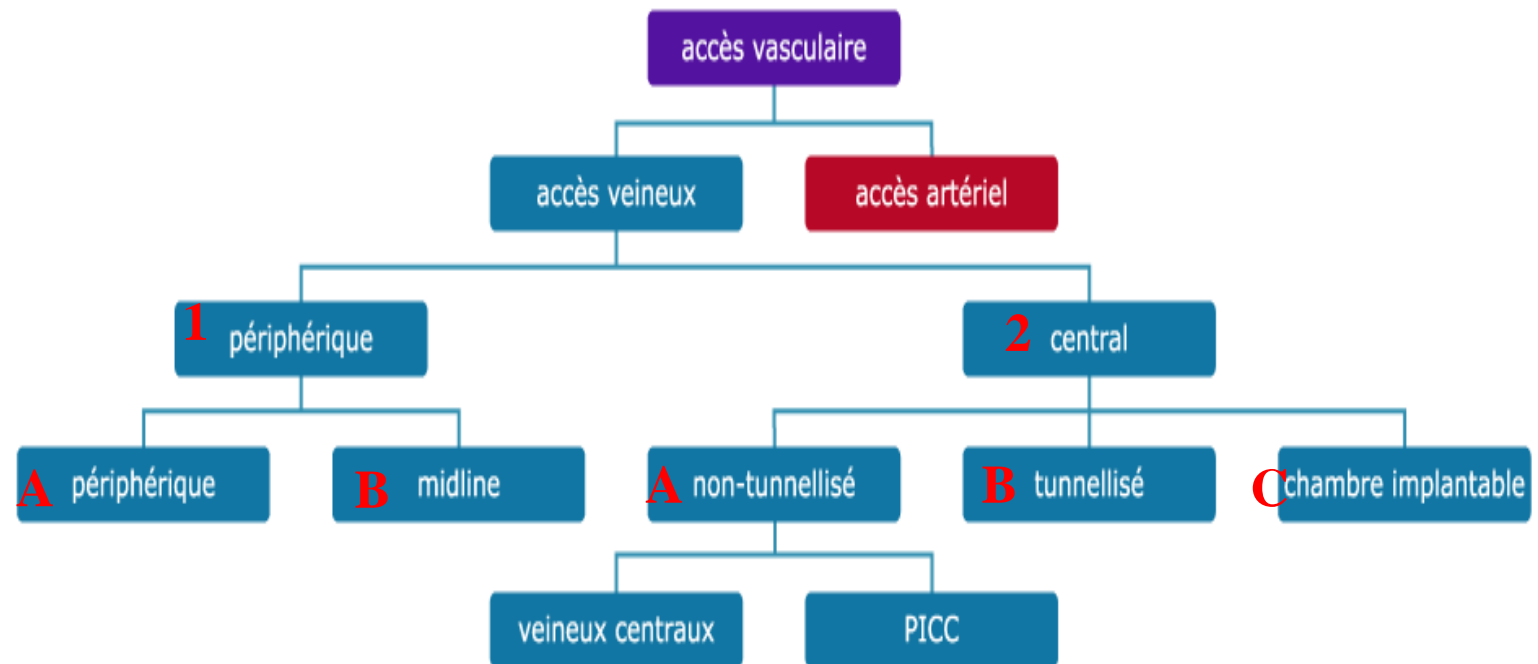 accès vasculaire
accès veineux
accès artériel
1 périphérique
2 central
A périphérique
B midline
A non-tunnellisé
B tunnellisé
C chambre implantable
veineux centraux
PICC